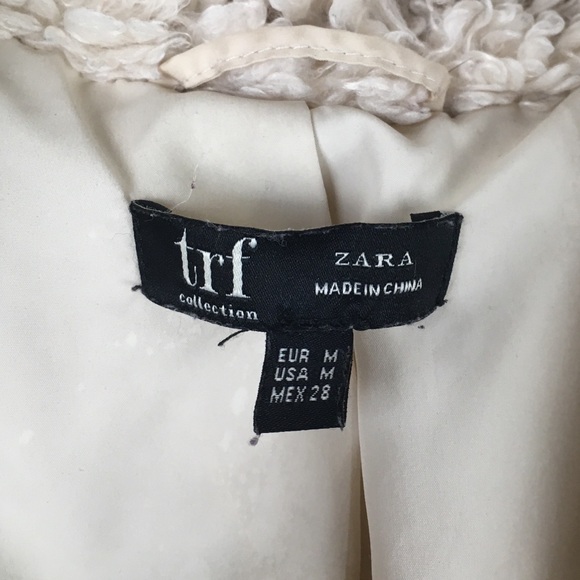 trf
collection
ZARA
MADE IN CHINA
EUR M
USA M
MEX 28